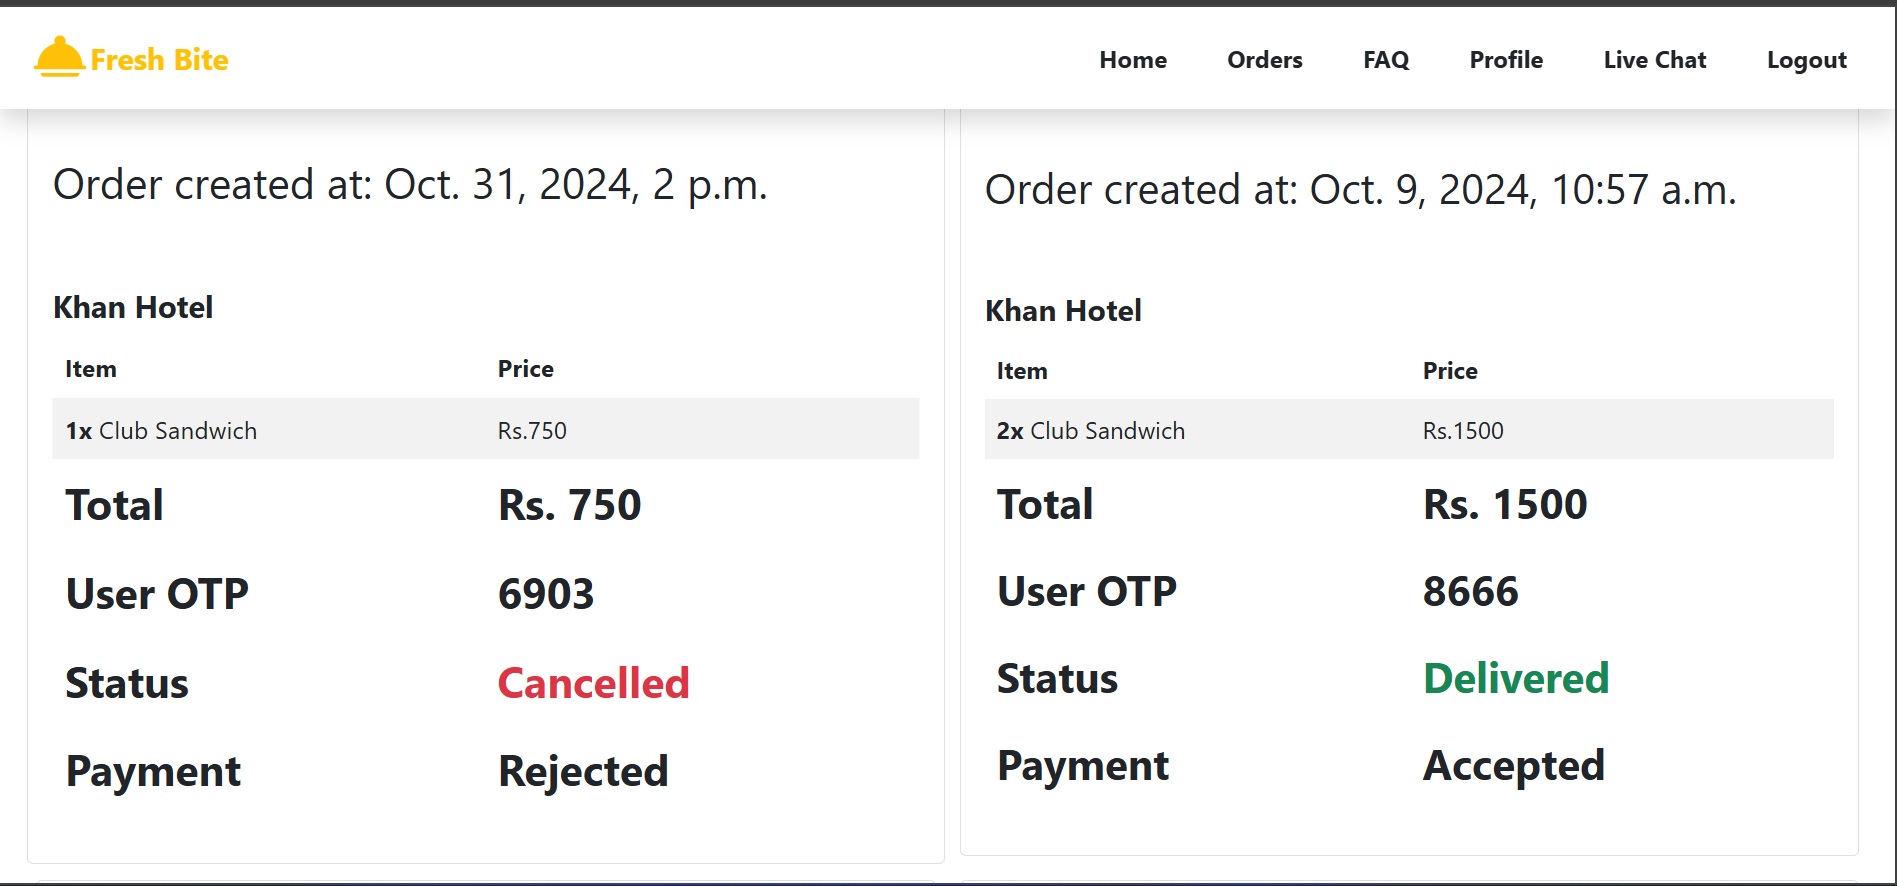 Fresh Bite
Home Orders FAQ Profile Live Chat Logout
Order created at: Oct. 31, 2024, 2 p.m.
Khan Hotel
Item Price
1x Club Sandwich Rs.750
Total Rs. 750
User OTP 6903
Status Cancelled
Payment Rejected
Order created at: Oct. 9, 2024, 10:57 a.m.
Khan Hotel
Item Price
2x Club Sandwich Rs.1500
Total Rs. 1500
User OTP 8666
Status Delivered
Payment Accepted